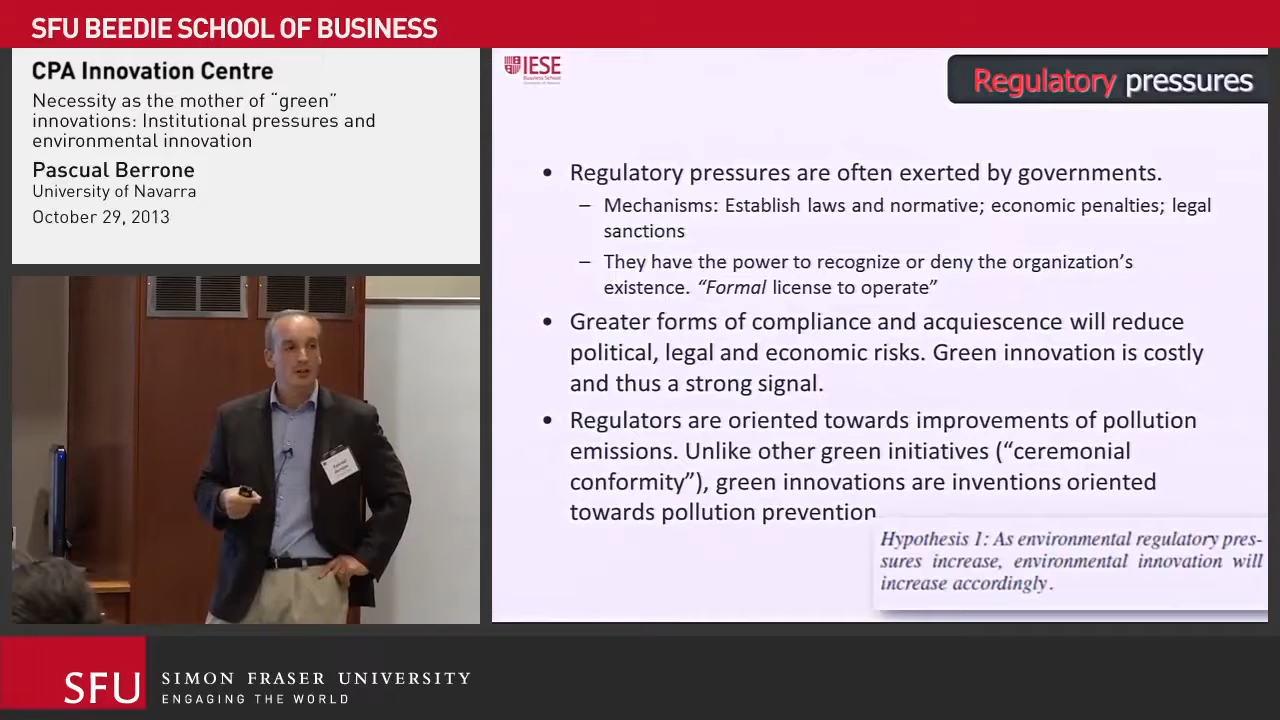 SFU BEEDIE SCHOOL OF BUSINESS
CPA Innovation Centre
Necessity as the mother of “green”
innovations: Institutional pressures and
environmental innovation
Pascual Berrone
University of Navarra
October 29, 2013
IESE
Business School
Regulatory pressures
• Regulatory pressures are often exerted by governments.
– Mechanisms: Establish laws and normative; economic penalties; legal
sanctions
– They have the power to recognize or deny the organization’s
existence. “Formal license to operate”
• Greater forms of compliance and acquiescence will reduce
political, legal and economic risks. Green innovation is costly
and thus a strong signal.
• Regulators are oriented towards improvements of pollution
emissions. Unlike other green initiatives (“ceremonial
conformity”), green innovations are inventions oriented
towards pollution prevention
Hypothesis 1: As environmental regulatory pres-
sures increase, environmental innovation will
increase accordingly.
SFU
SIMON FRASER UNIVERSITY
ENGAGING THE WORLD